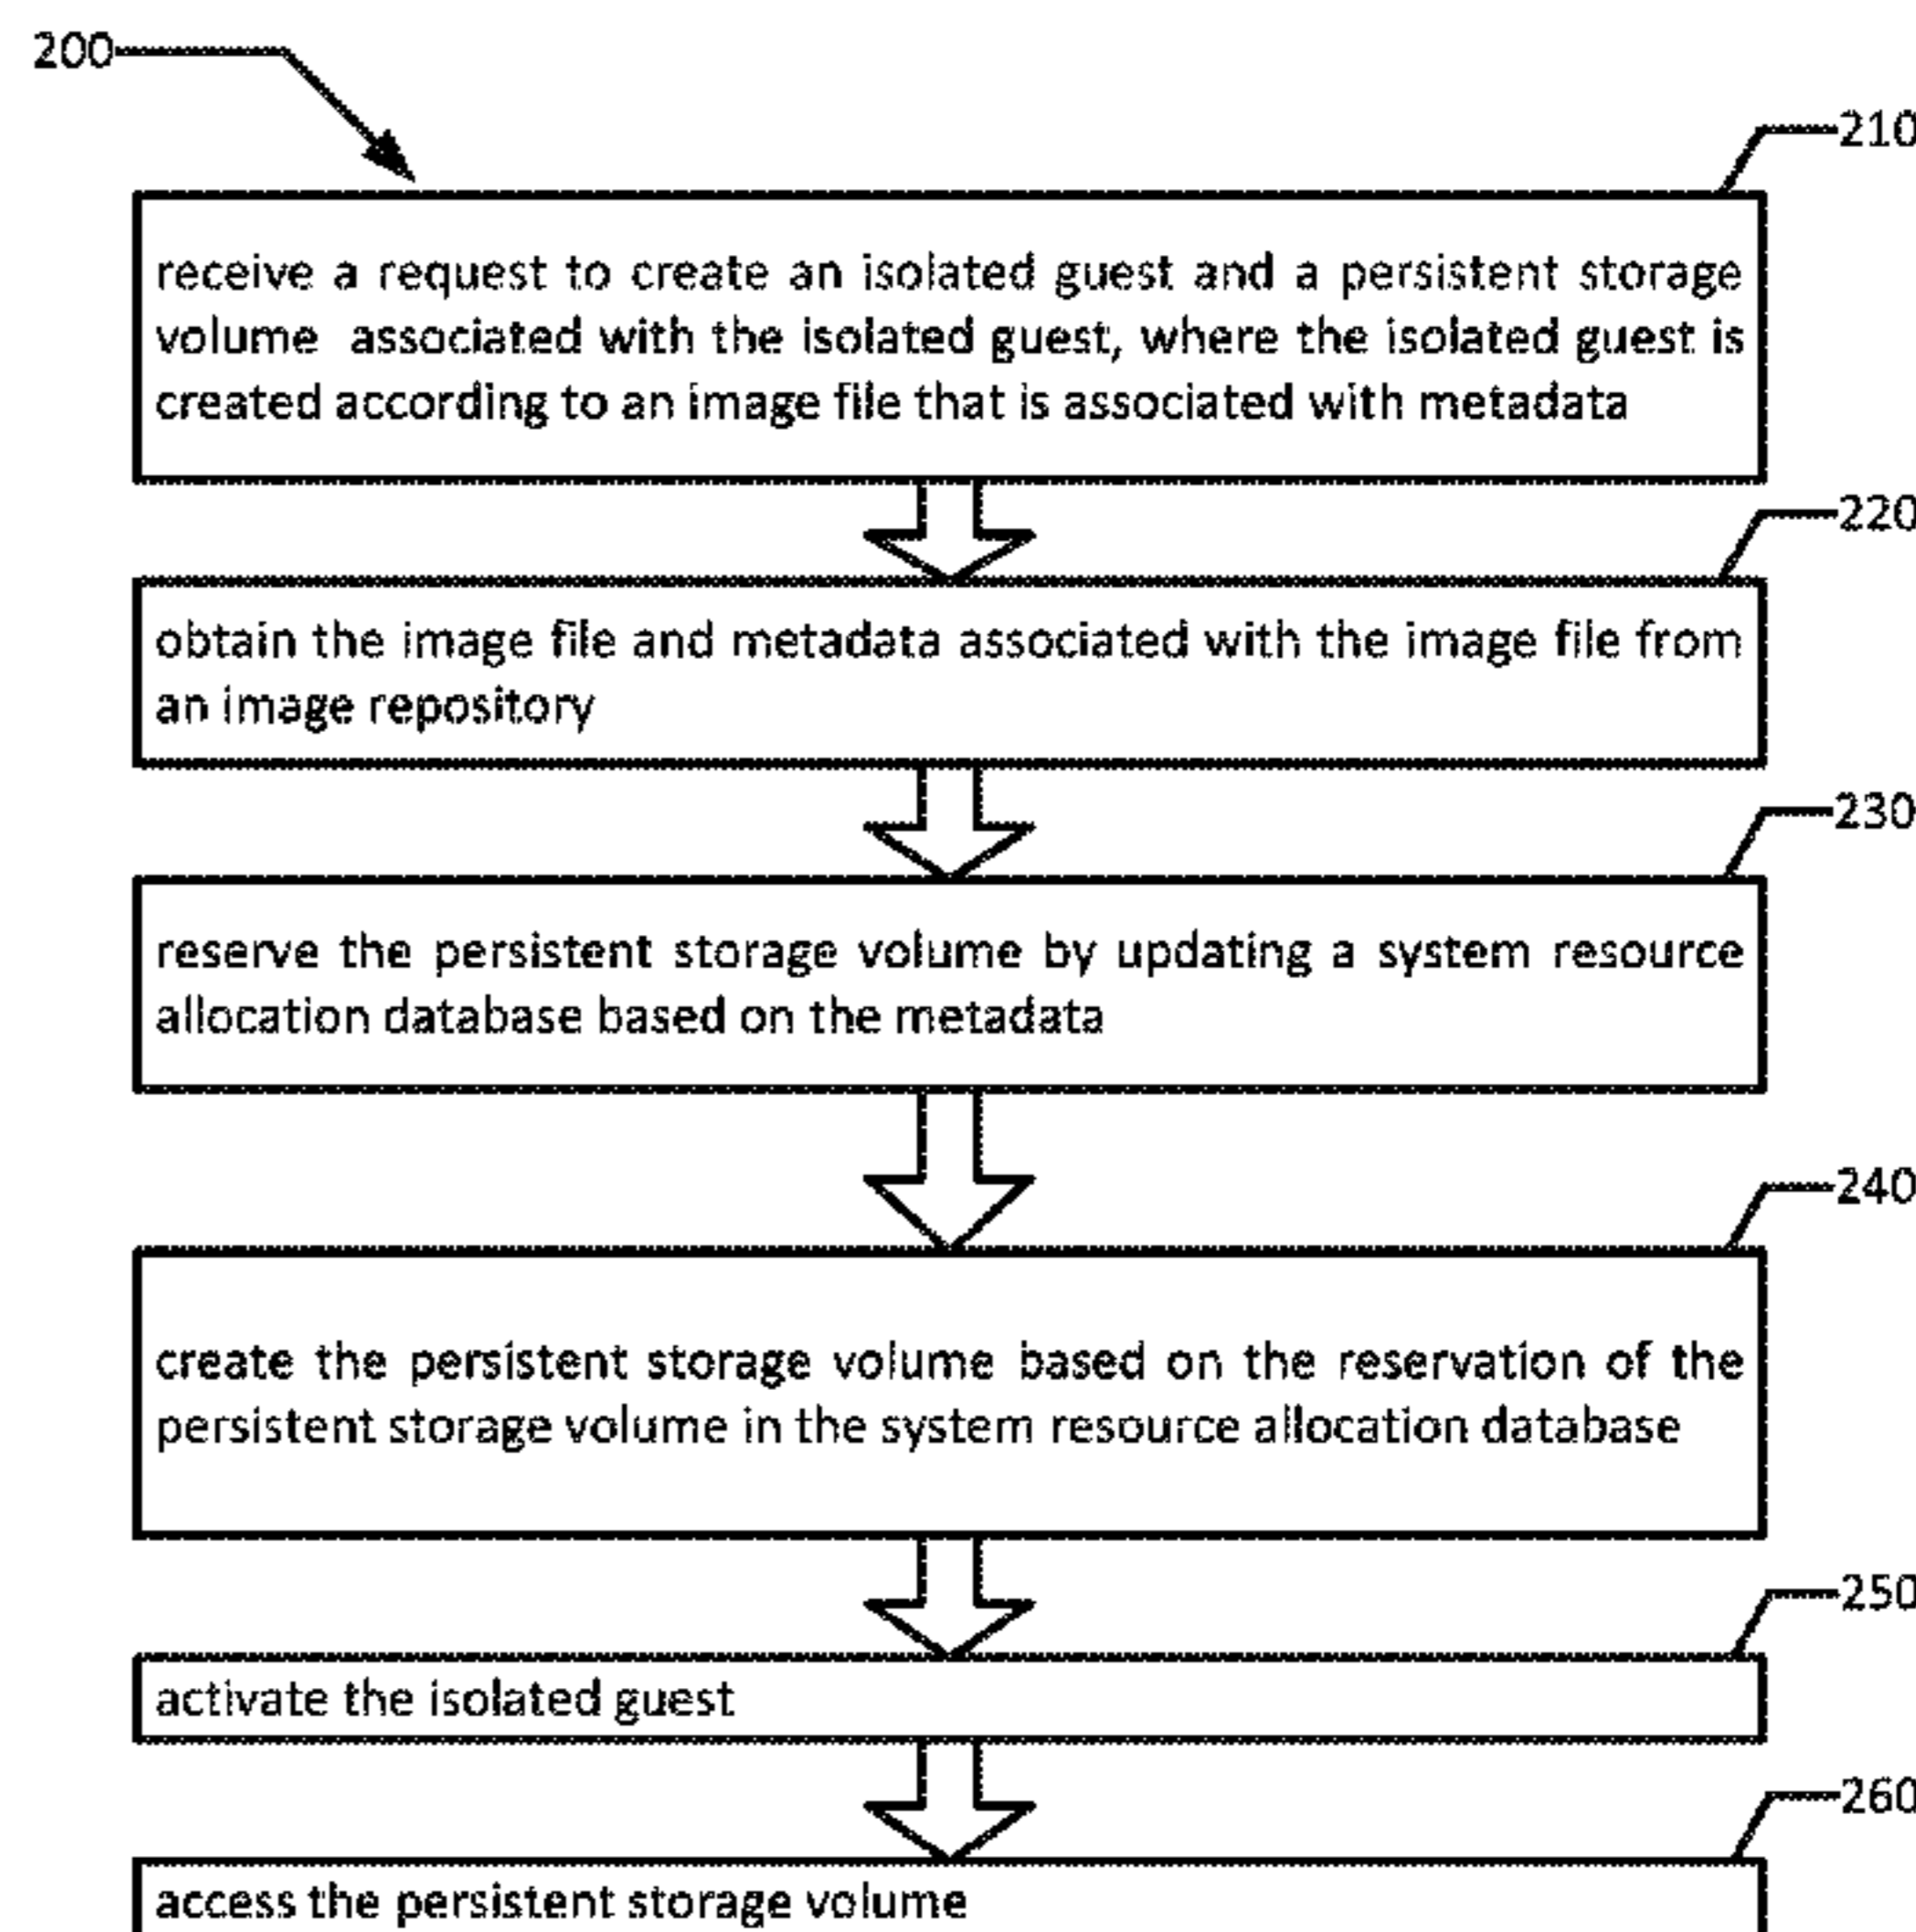 200
210
receive a request to create an isolated guest and a persistent storage
volume associated with the isolated guest, where the isolated guest is
created according to an image file that is associated with metadata
220
obtain the image file and metadata associated with the image file from
an image repository
230
reserve the persistent storage volume by updating a system resource
allocation database based on the metadata
240
create the persistent storage volume based on the reservation of the
persistent storage volume in the system resource allocation database
250
activate the isolated guest
260
access the persistent storage volume